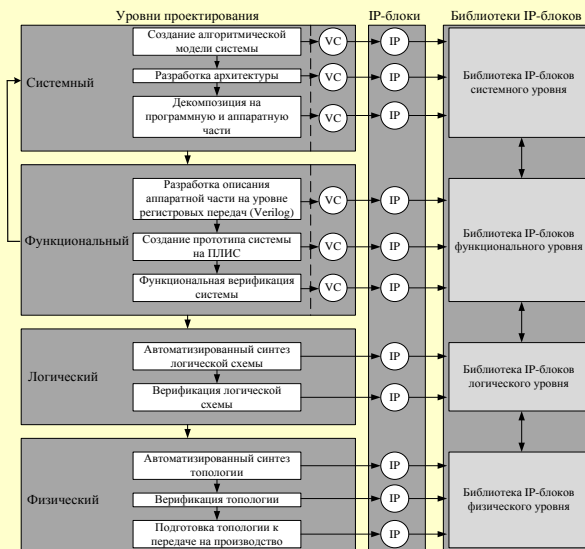 Уровни проектирования
IP-блоки
Библиотеки IP-блоков
Системный
Создание алгоритмической
модели системы
VC
IP
Разработка архитектуры
VC
IP
Декомпозиция на
программную и аппаратную
части
VC
IP
Библиотека IP-блоков
системного уровня
Функциональный
Разработка описания
аппаратной части на уровне
регистровых передач (Verilog)
VC
IP
Создание прототипа системы
на ПЛИС
VC
IP
Функциональная верификация
системы
VC
IP
Библиотека IP-блоков
функционального уровня
Логический
Автоматизированный синтез
логической схемы
IP
Верификация логической
схемы
IP
Библиотека IP-блоков
логического уровня
Физический
Автоматизированный синтез
топологии
IP
Верификация топологии
IP
Подготовка топологии к
передаче на производство
IP
Библиотека IP-блоков
физического уровня